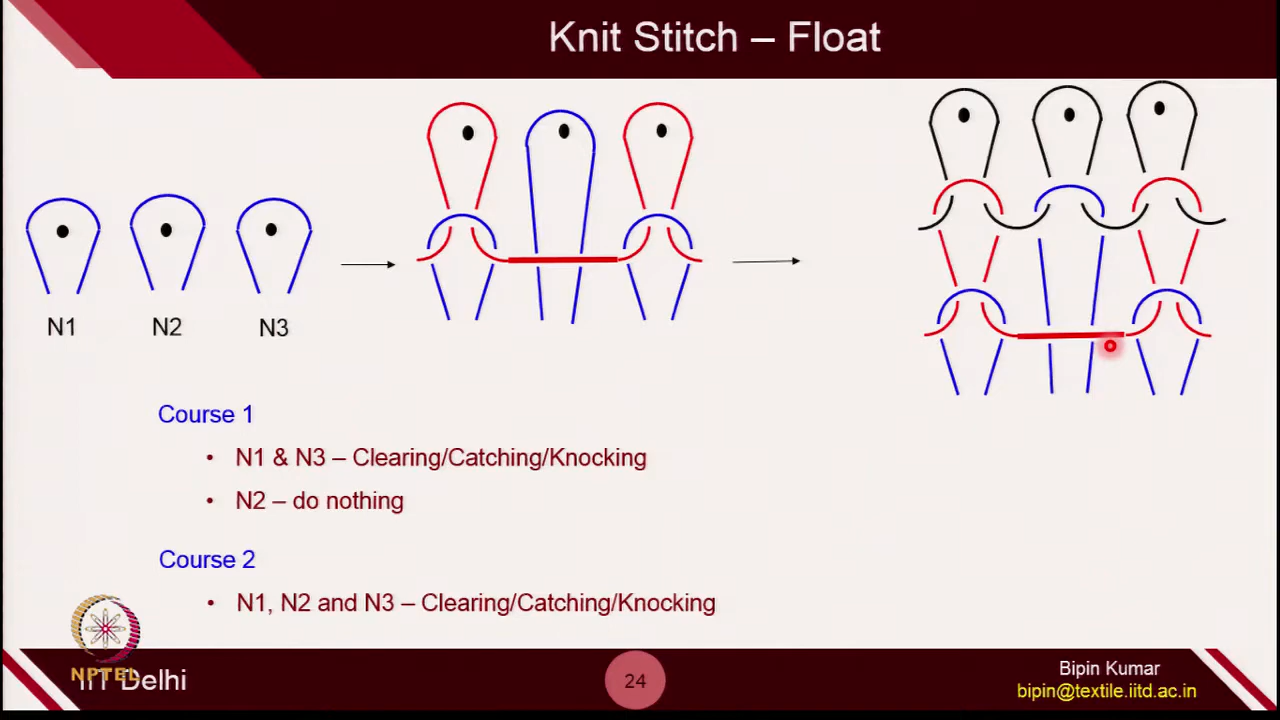 Knit Stitch – Float
N1
N2
N3
Course 1
• N1 & N3 – Clearing/Catching/Knocking
• N2 – do nothing
Course 2
• N1, N2 and N3 – Clearing/Catching/Knocking
NPTEL
IIT Delhi
24
Bipin Kumar
bipin@textile.iitd.ac.in